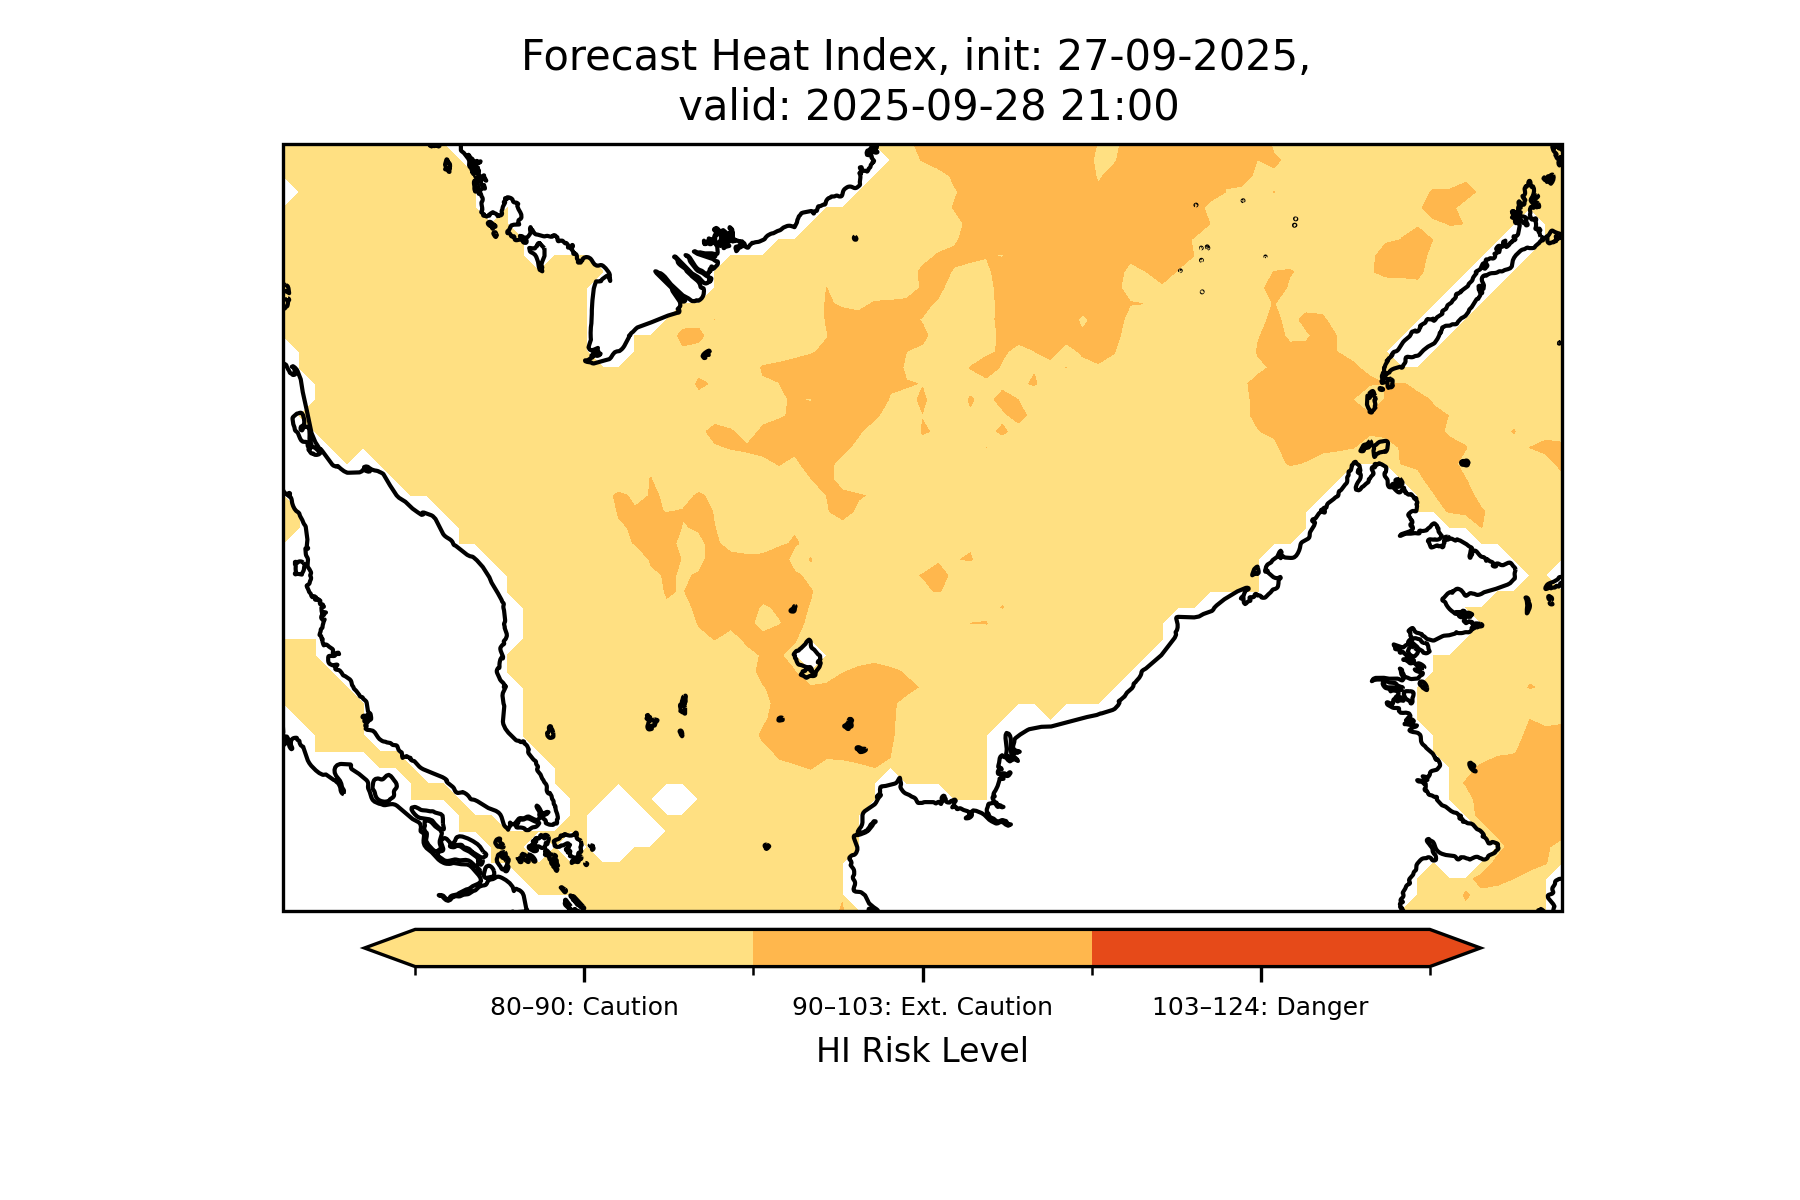 Forecast Heat Index, init: 27-09-2025,
valid: 2025-09-28 21:00
80–90: Caution
90–103: Ext. Caution
103–124: Danger
HI Risk Level